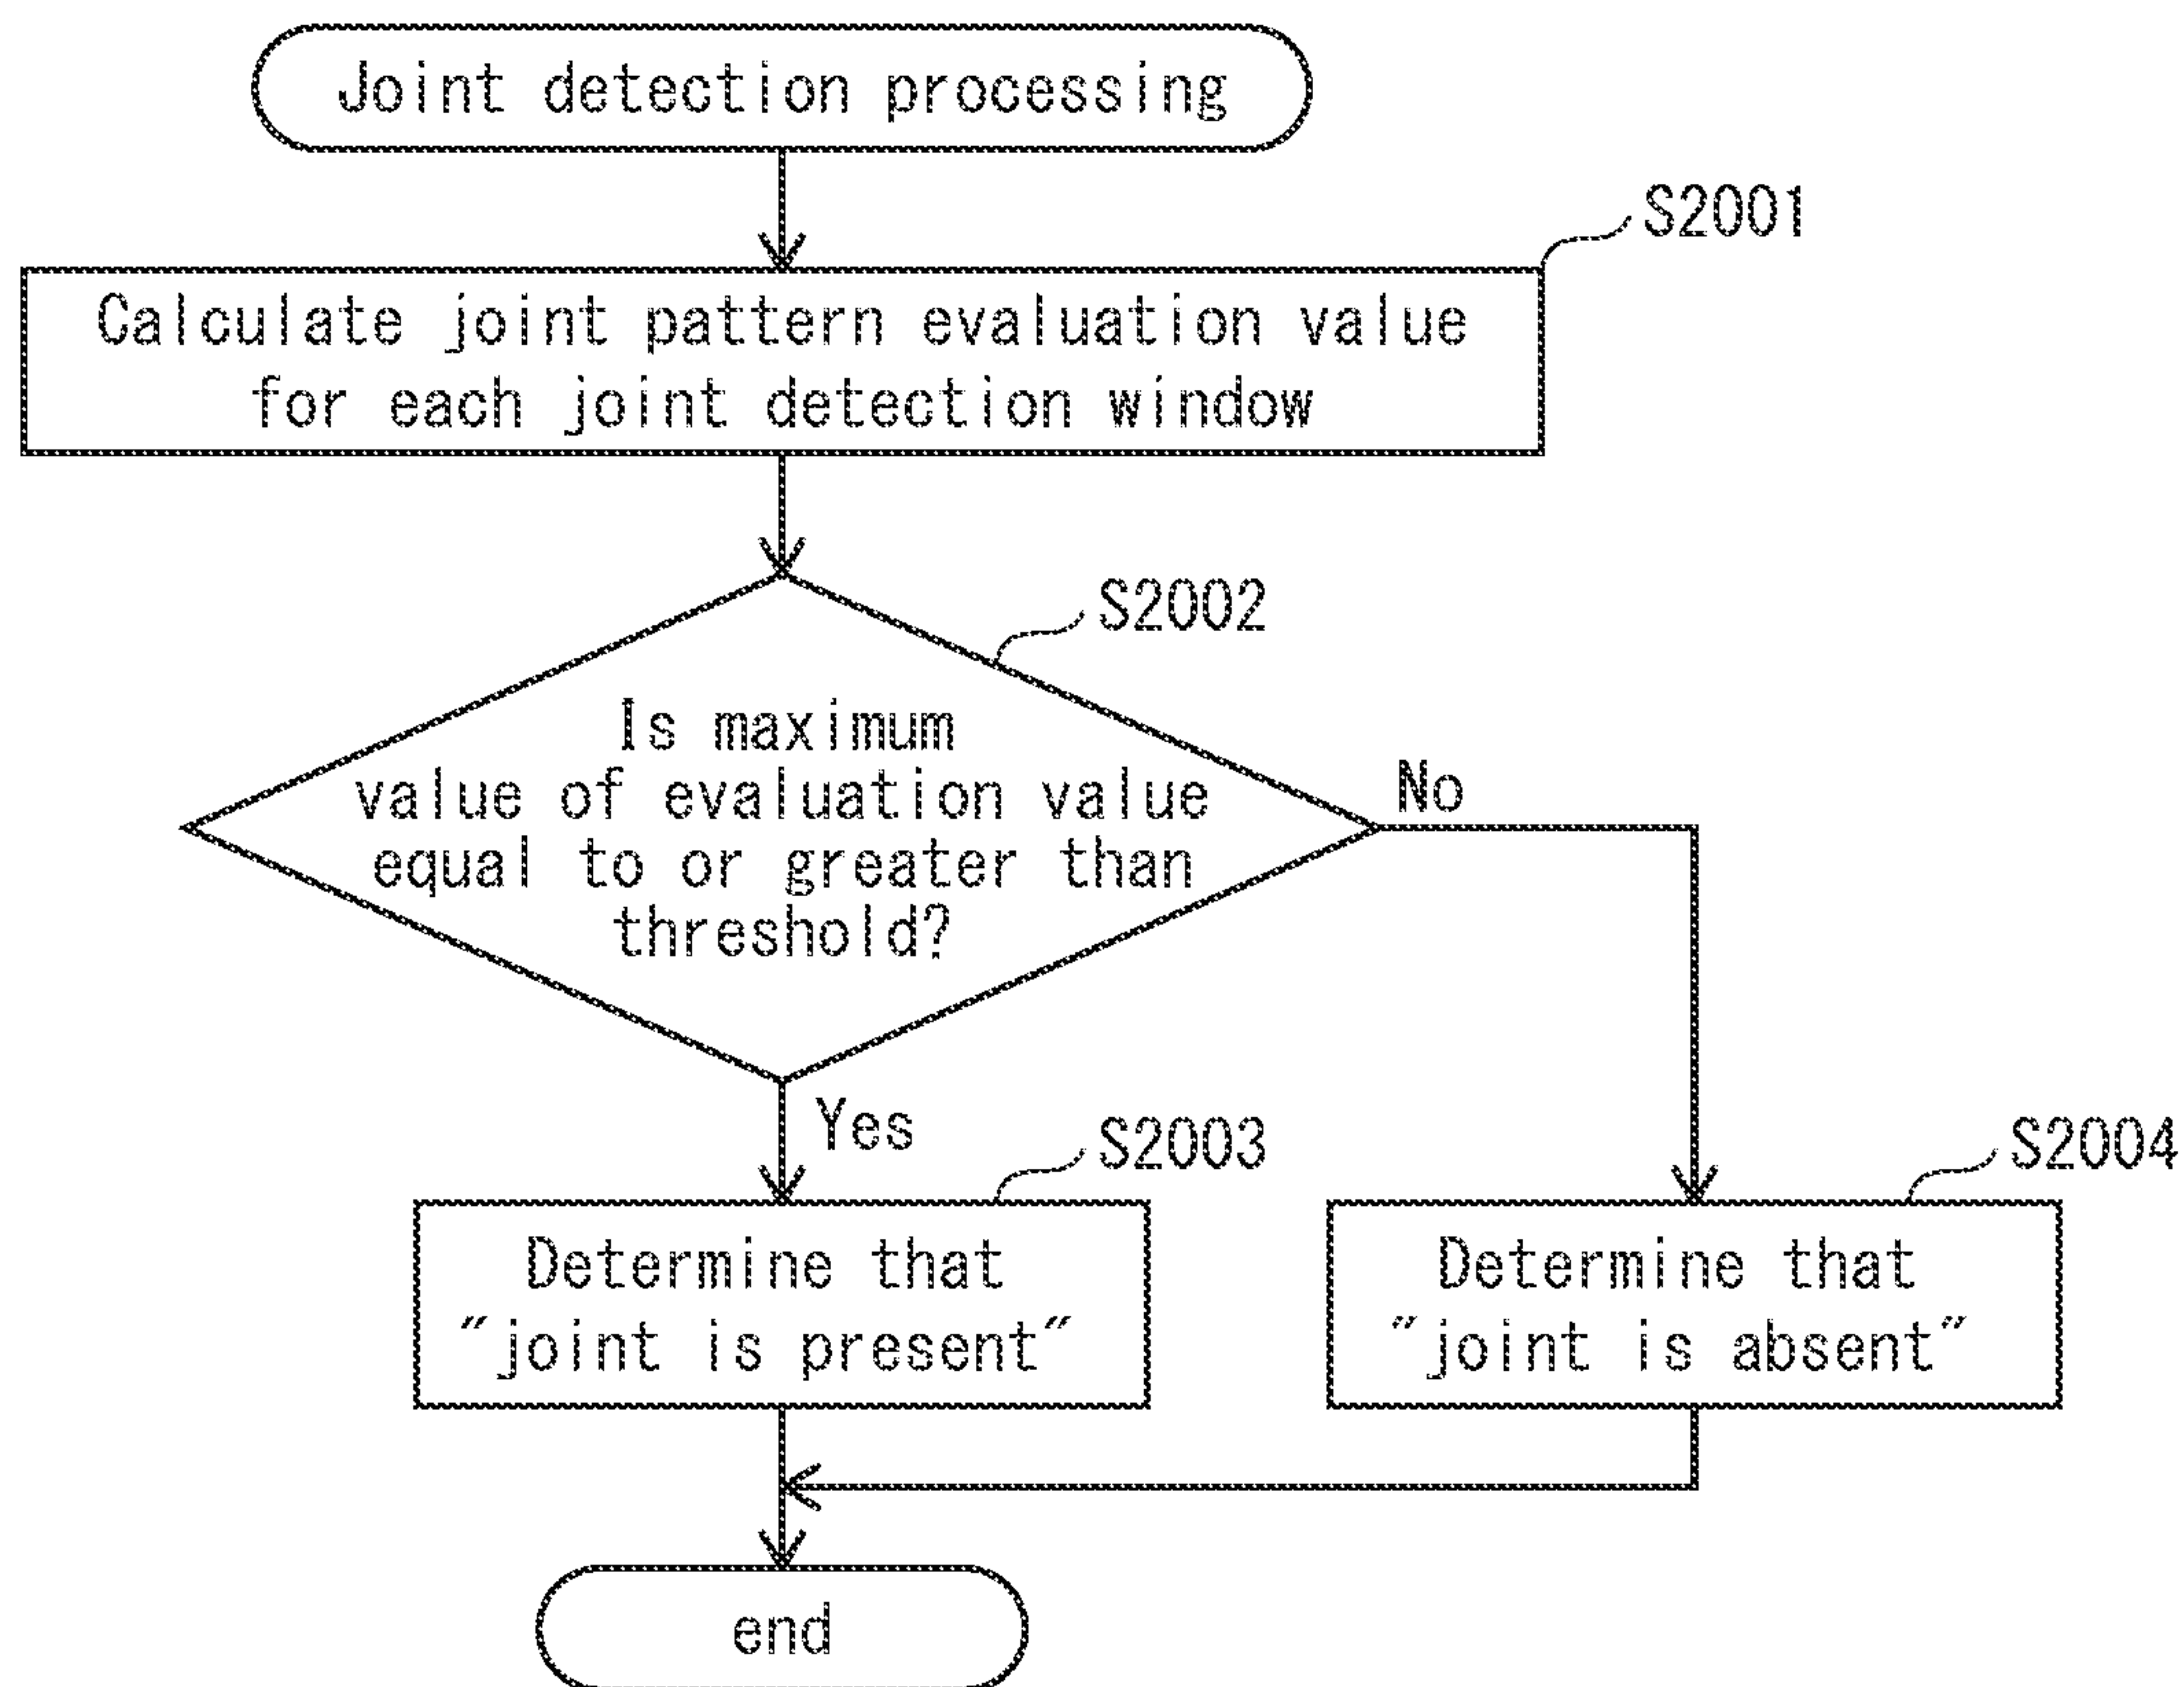 Joint detection processing
S2001
Calculate joint pattern evaluation value
for each joint detection window
S2002
Is maximum
value of evaluation value
equal to or greater than
threshold?
No
Yes
S2003
Determine that
"joint is present"
S2004
Determine that
"joint is absent"
end